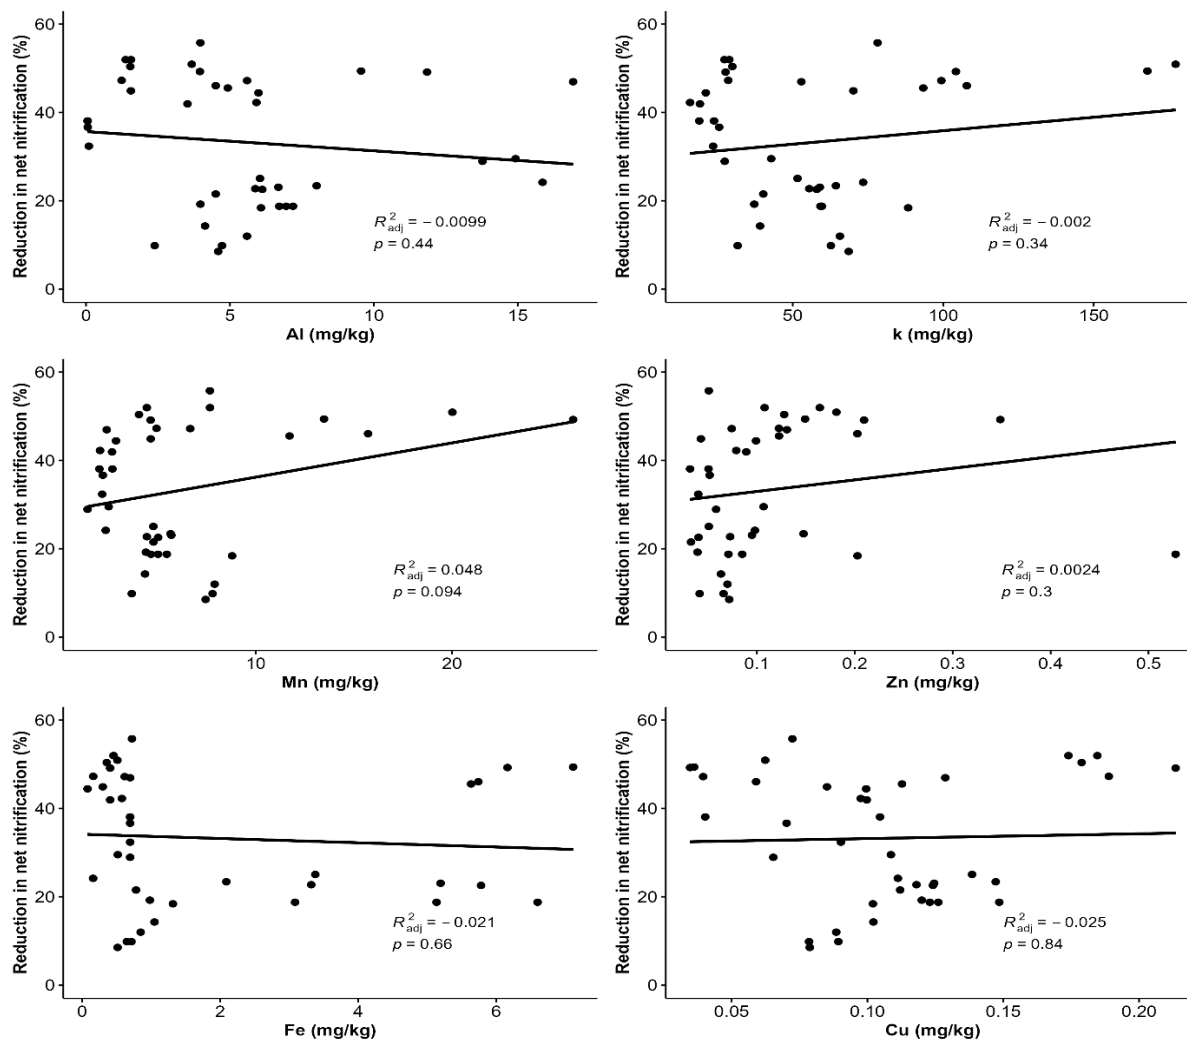 60
40
20
0
Reduction in net nitrification (%)
R²adj = − 0.0099
p = 0.44
0 5 10 15
Al (mg/kg)
60
40
20
0
Reduction in net nitrification (%)
R²adj = − 0.002
p = 0.34
50 100 150
k (mg/kg)
60
40
20
0
Reduction in net nitrification (%)
R²adj = 0.048
p = 0.094
10 20
Mn (mg/kg)
60
40
20
0
Reduction in net nitrification (%)
R²adj = 0.0024
p = 0.3
0.1 0.2 0.3 0.4 0.5
Zn (mg/kg)
60
40
20
0
Reduction in net nitrification (%)
R²adj = − 0.021
p = 0.66
0 2 4 6
Fe (mg/kg)
60
40
20
0
Reduction in net nitrification (%)
R²adj = − 0.025
p = 0.84
0.05 0.10 0.15 0.20
Cu (mg/kg)